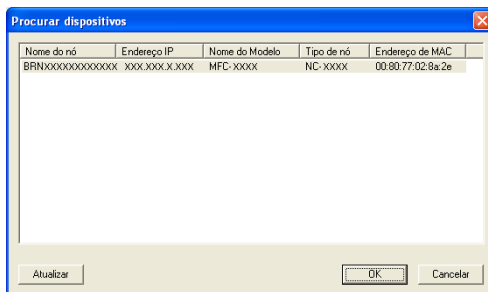 Procurar dispositivos
Nome do nó Endereço IP Nome do Modelo Tipo de nó Endereço de MAC
BRNXXXXXXXXXXXX XXX.XXX.X.XXX MFC-XXXX NC-XXXX 00:80:77:02:8a:2e
Atualizar OK Cancelar